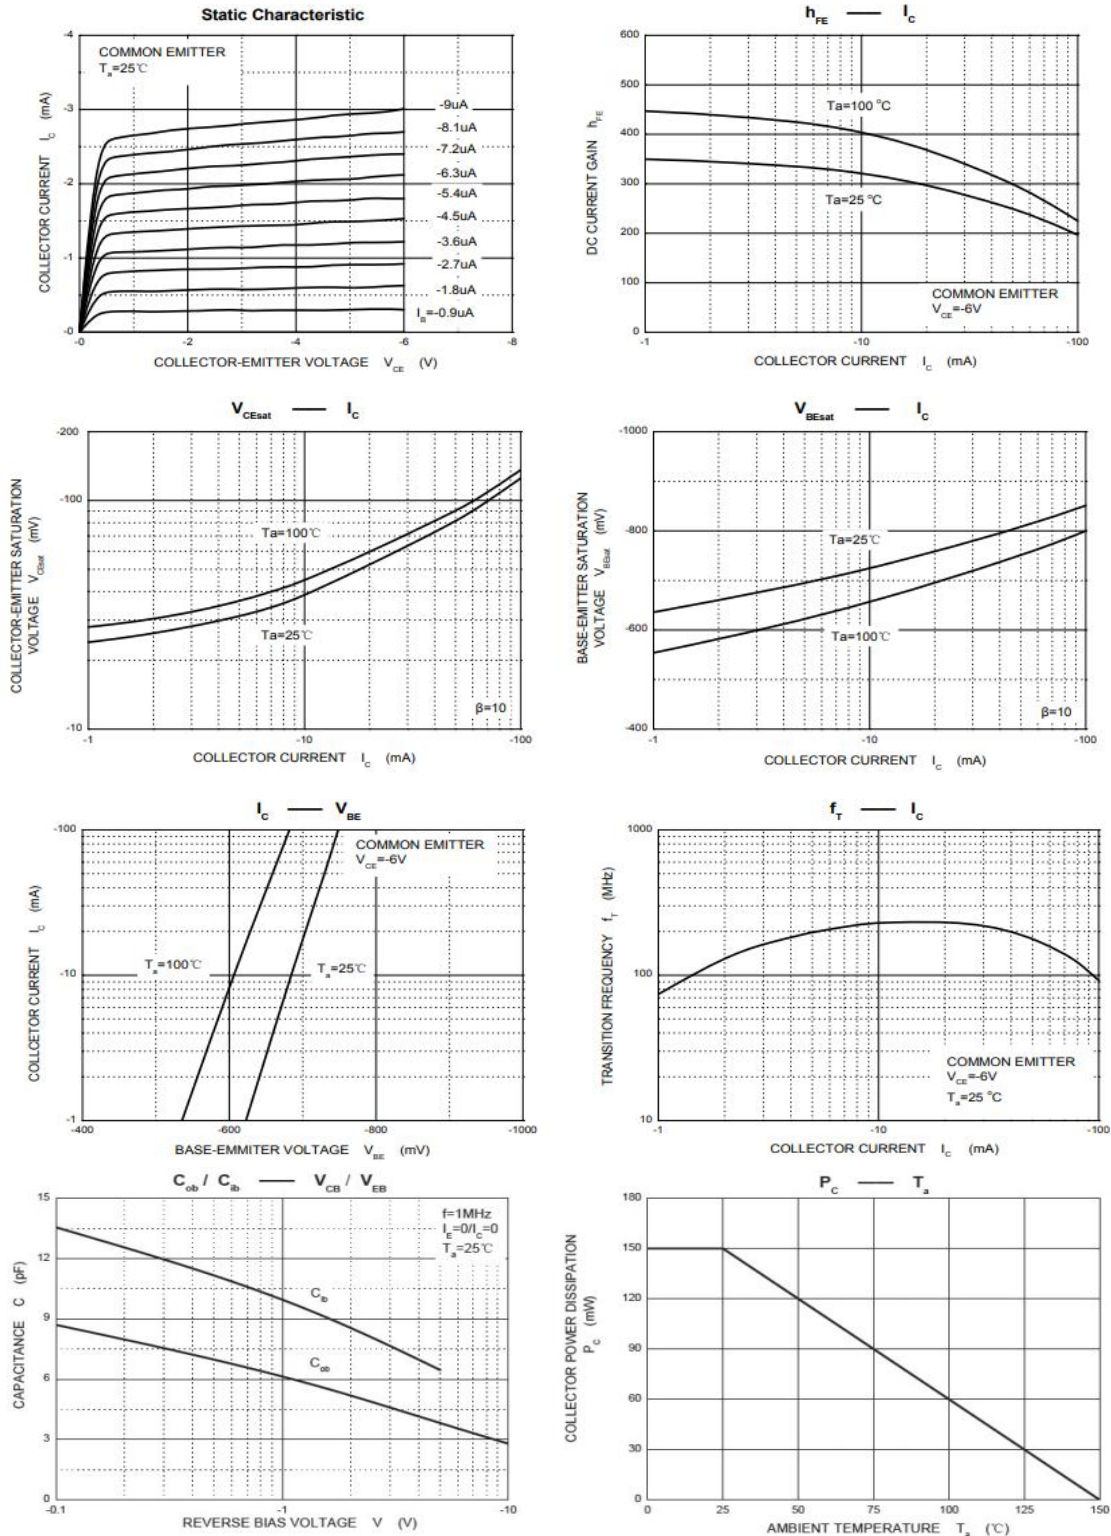 Static Characteristic
-4
-3
-2
-1
-0
COMMON EMITTER
Ta=25℃
-9uA
-8.1uA
-7.2uA
-6.3uA
-5.4uA
-4.5uA
-3.6uA
-2.7uA
-1.8uA
IB=-0.9uA
-0
-2
-4
-6
-8
COLLECTOR CURRENT IC (mA)
COLLECTOR-EMITTER VOLTAGE VCE (V)
hFE —— IC
600
500
400
300
200
100
0
Ta=100 °C
Ta=25 °C
COMMON EMITTER
VCE=-6V
-1
-10
-100
DC CURRENT GAIN hFE
COLLECTOR CURRENT IC (mA)
VCEsat —— IC
-200
-100
-10
Ta=100℃
Ta=25℃
β=10
-1
-10
-100
COLLECTOR-EMITTER SATURATION
VOLTAGE VCEsat (mV)
COLLECTOR CURRENT IC (mA)
VBEsat —— IC
-1000
-800
-600
-400
Ta=25℃
Ta=100℃
β=10
-1
-10
-100
BASE-EMITTER SATURATION
VOLTAGE VBEsat (mV)
COLLECTOR CURRENT IC (mA)
IC —— VBE
-100
-10
-1
COMMON EMITTER
VCE=-6V
Ta=100℃
Ta=25℃
-400
-600
-800
-1000
COLLCETOR CURRENT IC (mA)
BASE-EMMITER VOLTAGE VBE (mV)
fT —— IC
1000
100
10
COMMON EMITTER
VCE=-6V
Ta=25 °C
-1
-10
-100
TRANSITION FREQUENCY fT (MHz)
COLLECTOR CURRENT IC (mA)
Cob / Cib —— VCB / VEB
15
12
9
6
3
0
f=1MHz
IE=0/IC=0
Ta=25℃
Cib
Cob
-0.1
-1
-10
CAPACITANCE C (pF)
REVERSE BIAS VOLTAGE V (V)
PC —— Ta
180
150
120
90
60
30
0
0
25
50
75
100
125
150
COLLECTOR POWER DISSIPATION
PC (mW)
AMBIENT TEMPERATURE Ta (℃)